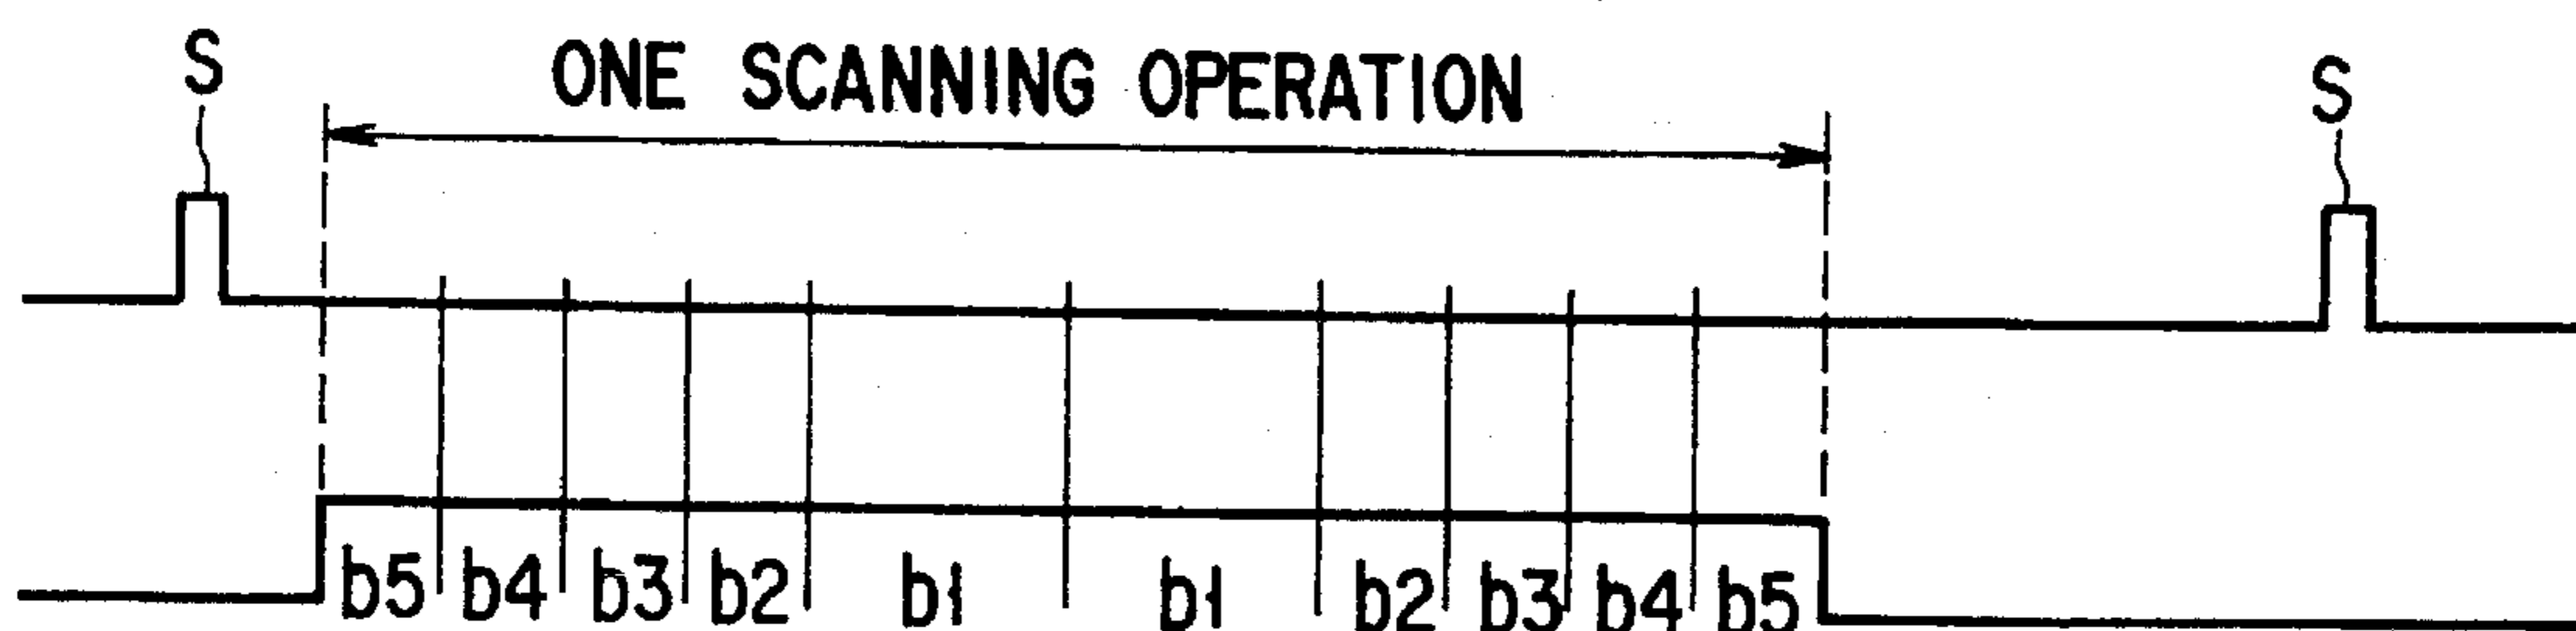 S ONE SCANNING OPERATION S
b5 b4 b3 b2 b1 b1 b2 b3 b4 b5